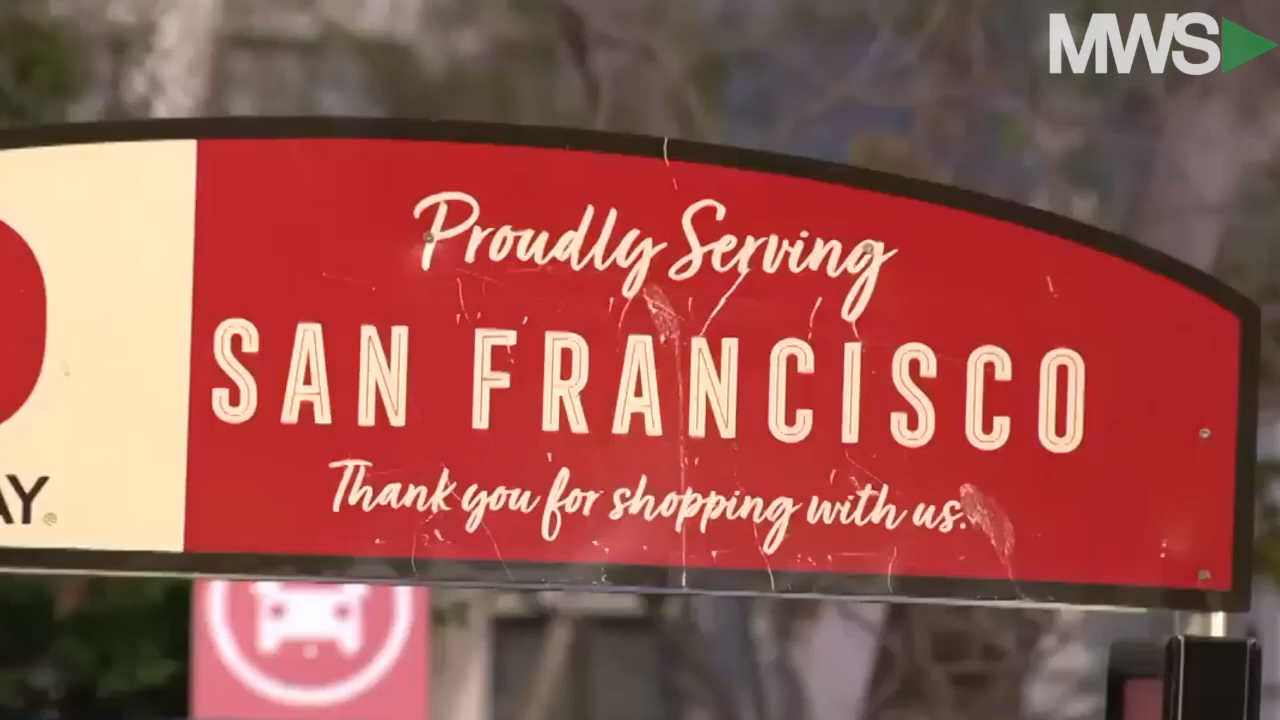 MWS
Proudly Serving
SAN FRANCISCO
Thank you for shopping with us.
AY®